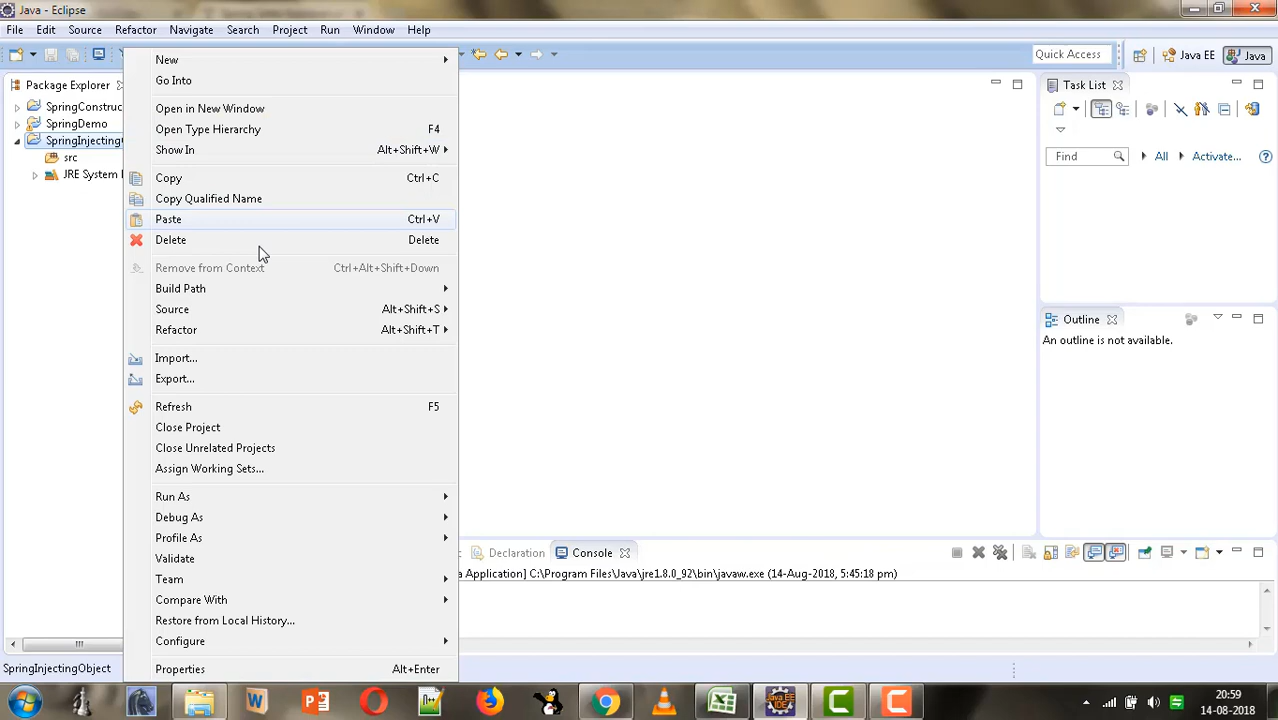 Java - Eclipse
File Edit Source Refactor Navigate Search Project Run Window Help
Quick Access Java EE Java
Package Explorer
SpringConstruc
SpringDemo
SpringInjecting
src
JRE System
New
Go Into
Open in New Window
Open Type Hierarchy F4
Show In Alt+Shift+W
Copy Ctrl+C
Copy Qualified Name
Paste Ctrl+V
Delete Delete
Remove from Context Ctrl+Alt+Shift+Down
Build Path
Source Alt+Shift+S
Refactor Alt+Shift+T
Import...
Export...
Refresh F5
Close Project
Close Unrelated Projects
Assign Working Sets...
Run As
Debug As
Profile As
Validate
Team
Compare With
Restore from Local History...
Configure
Properties Alt+Enter
Task List
Find All Activate...
Outline
An outline is not available.
Declaration Console
a Application] C:\Program Files\Java\jre1.8.0_92\bin\javaw.exe (14-Aug-2018, 5:45:18 pm)
SpringInjectingObject
20:59
14-08-2018